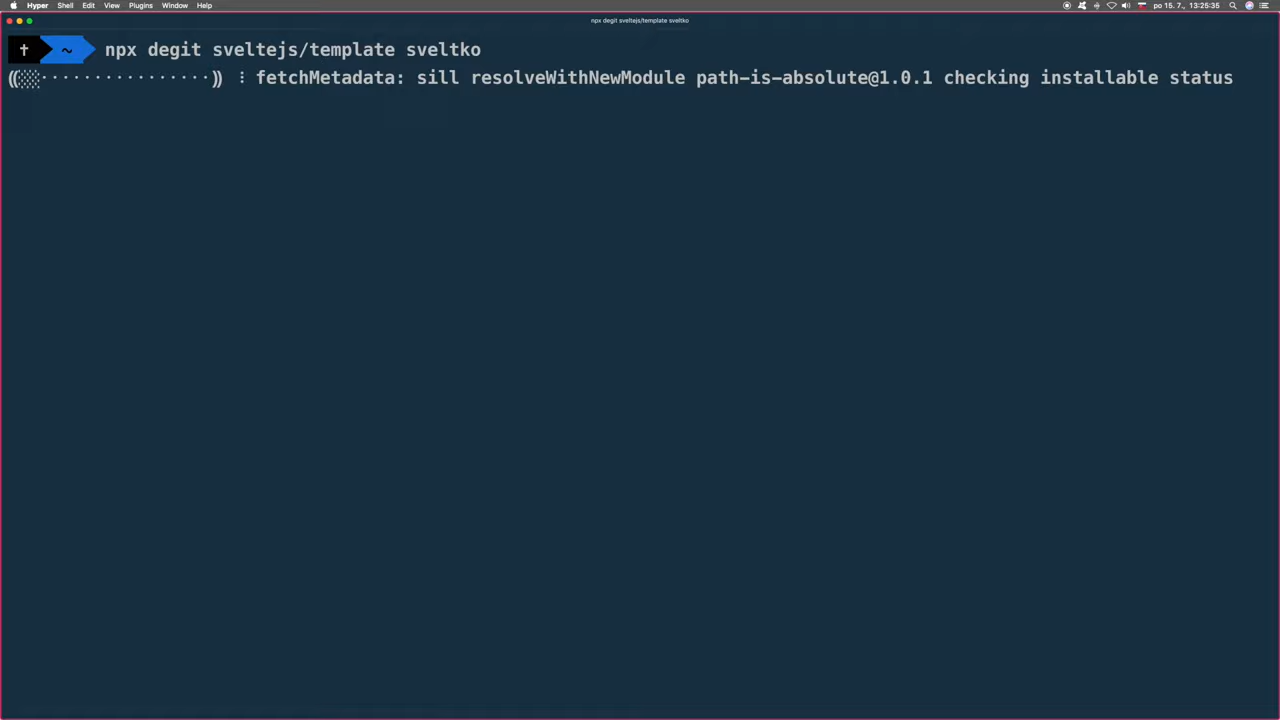 Hyper Shell Edit View Plugins Window Help po 15. 7., 13:25:35
npx degit sveltejs/template sveltko
† ~ npx degit sveltejs/template sveltko
((░░················)) ⸽ fetchMetadata: sill resolveWithNewModule path-is-absolute@1.0.1 checking installable status